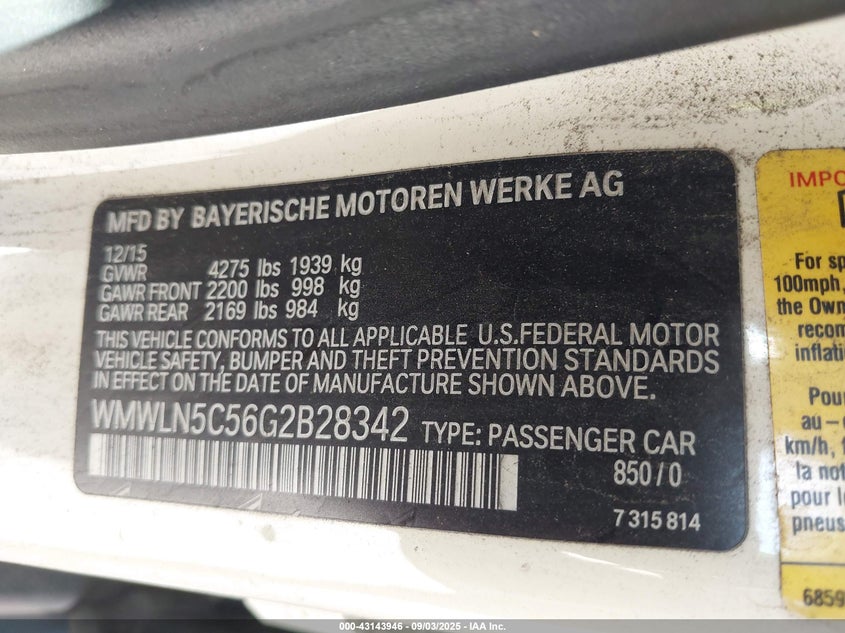 MFD BY BAYERISCHE MOTOREN WERKE AG
12/15
GVWR 4275 lbs 1939 kg
GAWR FRONT 2200 lbs 998 kg
GAWR REAR 2169 lbs 984 kg
THIS VEHICLE CONFORMS TO ALL APPLICABLE U.S.FEDERAL MOTOR
VEHICLE SAFETY, BUMPER AND THEFT PREVENTION STANDARDS
IN EFFECT ON THE DATE OF MANUFACTURE SHOWN ABOVE.
WMWLN5C56G2B28342 TYPE: PASSENGER CAR
850/0
7 315 814
IMPO
For sp
100mph,
the Own
recom
inflati
Pou
au-
km/h,
la not
pour l
pneus
6859
000-43143946 - 09/03/2025 - IAA Inc.